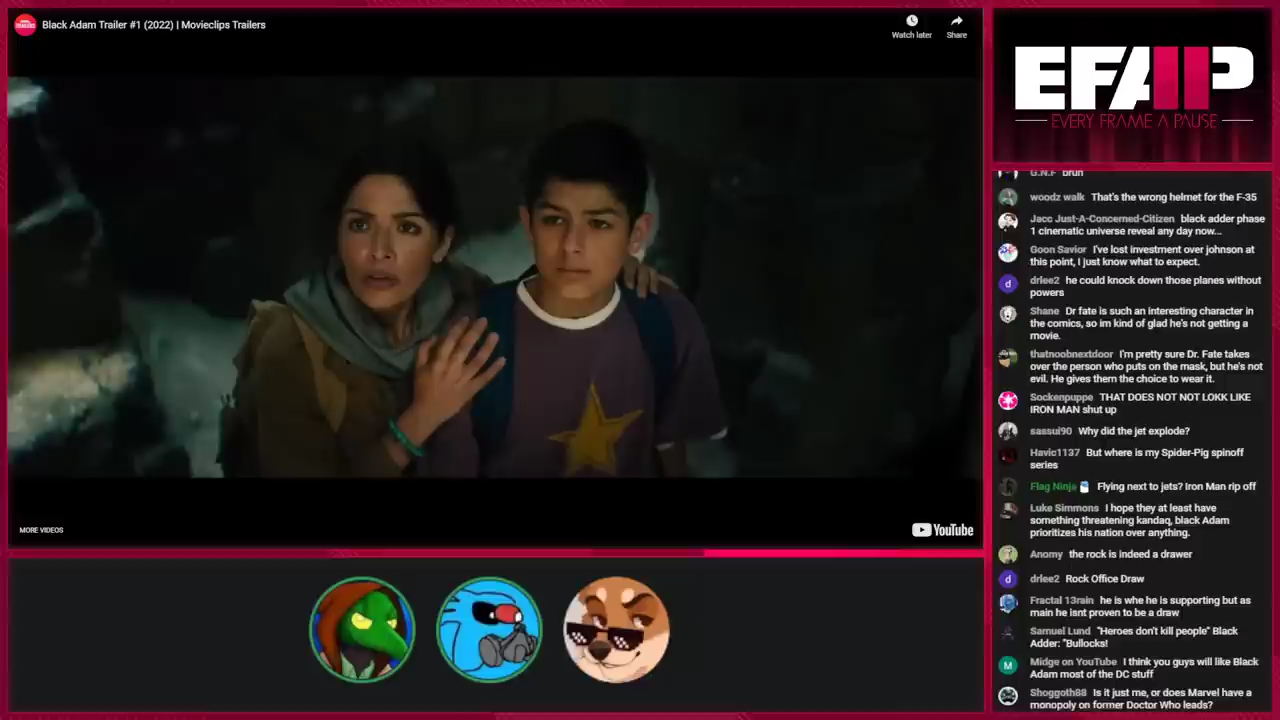 Black Adam Trailer #1 (2022) | Movieclips Trailers
Watch later
Share
MORE VIDEOS
YouTube
EFAP
EVERY FRAME A PAUSE
G.N.F bruh
woodz walk That's the wrong helmet for the F-35
Jacc Just-A-Concerned-Citizen black adder phase
1 cinematic universe reveal any day now...
Goon Savior I've lost investment over johnson at
this point, I just know what to expect.
drlee2 he could knock down those planes without
powers
Shane Dr fate is such an interesting character in
the comics, so im kind of glad he's not getting a
movie.
thatnoobnextdoor I'm pretty sure Dr. Fate takes
over the person who puts on the mask, but he's not
evil. He gives them the choice to wear it.
Sockenpuppe THAT DOES NOT NOT LOKK LIKE
IRON MAN shut up
sassui90 Why did the jet explode?
Havic1137 But where is my Spider-Pig spinoff
series
Flag Ninja Flying next to jets? Iron Man rip off
Luke Simmons I hope they at least have
something threatening kandaq, black Adam
prioritizes his nation over anything.
Anomy the rock is indeed a drawer
d
drlee2 Rock Office Draw
Fractal 13rain he is whe he is supporting but as
main he isnt proven to be a draw
Samuel Lund "Heroes don't kill people" Black
Adder: "Bullocks!
M
Midge on YouTube I think you guys will like Black
Adam most of the DC stuff
Shoggoth88 Is it just me, or does Marvel have a
monopoly on former Doctor Who leads?